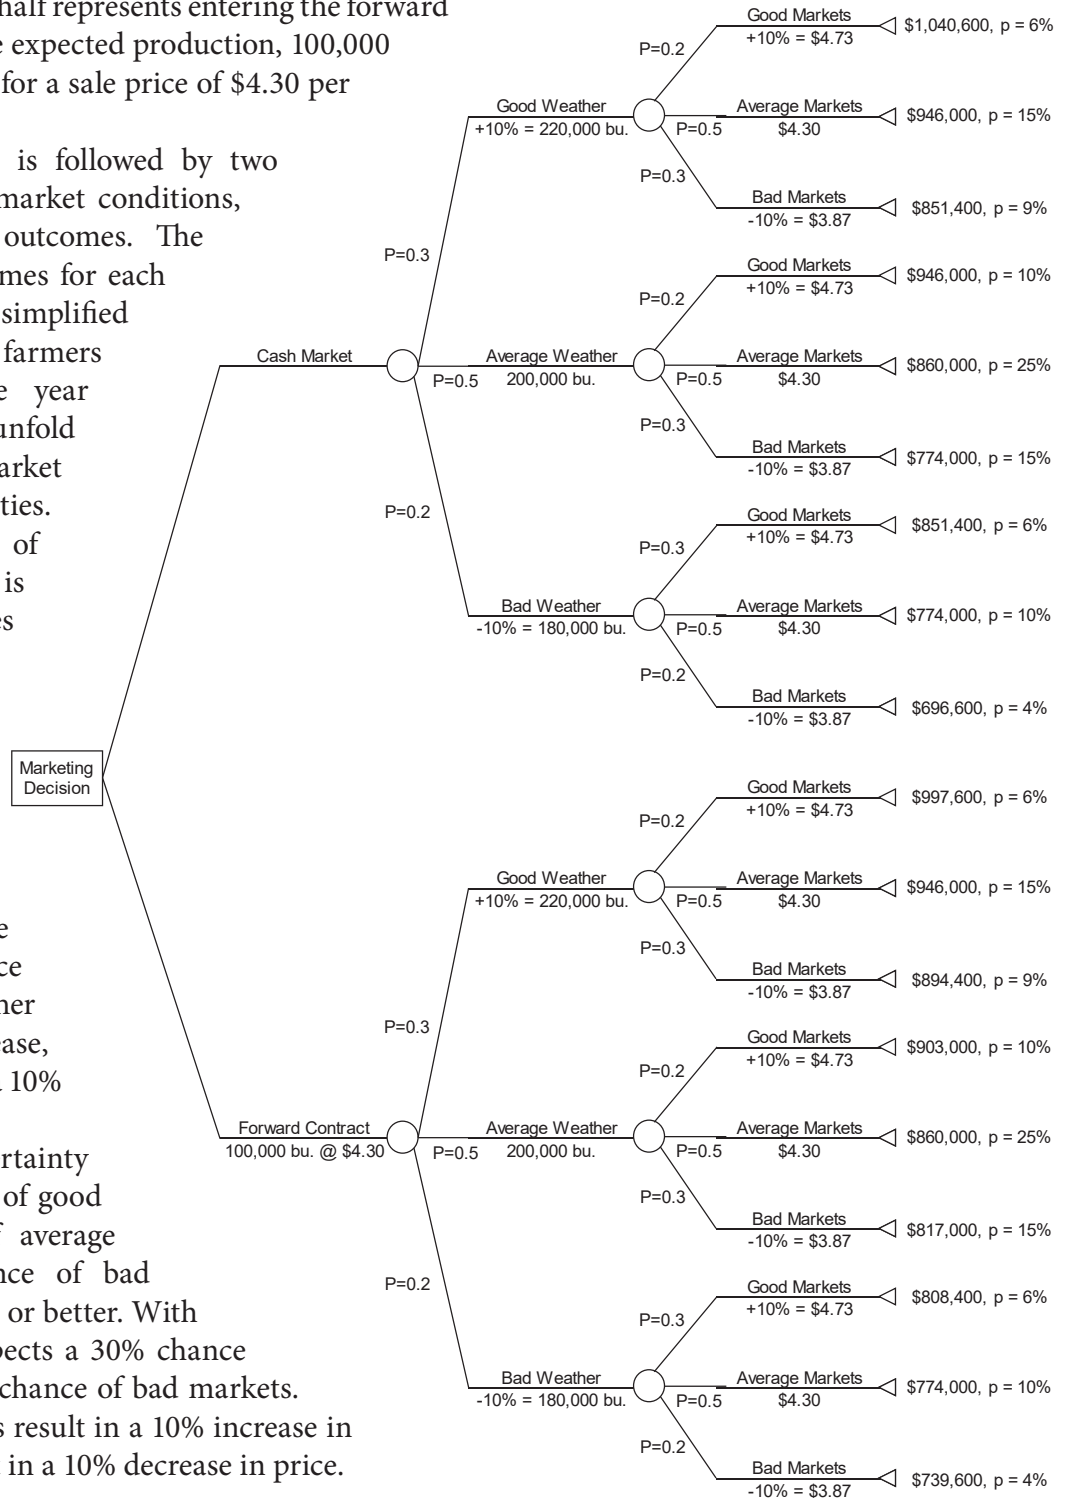 half represents entering the forward
e expected production, 100,000
for a sale price of $4.30 per
is followed by two
market conditions,
outcomes. The
mes for each
simplified
farmers
e year
unfold
arket
ties.
of
is
es
e
ce
her
ease,
10%
rtainty
of good
f average
nce of bad
or better. With
pects a 30% chance
chance of bad markets.
s result in a 10% increase in
in a 10% decrease in price.
Marketing
Decision
Cash Market
P=0.3
Good Weather
+10% = 220,000 bu.
P=0.2
Good Markets
+10% = $4.73
$1,040,600, p = 6%
P=0.5
Average Markets
$4.30
$946,000, p = 15%
P=0.3
Bad Markets
-10% = $3.87
$851,400, p = 9%
P=0.5
Average Weather
200,000 bu.
P=0.2
Good Markets
+10% = $4.73
$946,000, p = 10%
P=0.5
Average Markets
$4.30
$860,000, p = 25%
P=0.3
Bad Markets
-10% = $3.87
$774,000, p = 15%
P=0.2
Bad Weather
-10% = 180,000 bu.
P=0.3
Good Markets
+10% = $4.73
$851,400, p = 6%
P=0.5
Average Markets
$4.30
$774,000, p = 10%
P=0.2
Bad Markets
-10% = $3.87
$696,600, p = 4%
Forward Contract
100,000 bu. @ $4.30
P=0.3
Good Weather
+10% = 220,000 bu.
P=0.2
Good Markets
+10% = $4.73
$997,600, p = 6%
P=0.5
Average Markets
$4.30
$946,000, p = 15%
P=0.3
Bad Markets
-10% = $3.87
$894,400, p = 9%
P=0.5
Average Weather
200,000 bu.
P=0.2
Good Markets
+10% = $4.73
$903,000, p = 10%
P=0.5
Average Markets
$4.30
$860,000, p = 25%
P=0.3
Bad Markets
-10% = $3.87
$817,000, p = 15%
P=0.2
Bad Weather
-10% = 180,000 bu.
P=0.3
Good Markets
+10% = $4.73
$808,400, p = 6%
P=0.5
Average Markets
$4.30
$774,000, p = 10%
P=0.2
Bad Markets
-10% = $3.87
$739,600, p = 4%